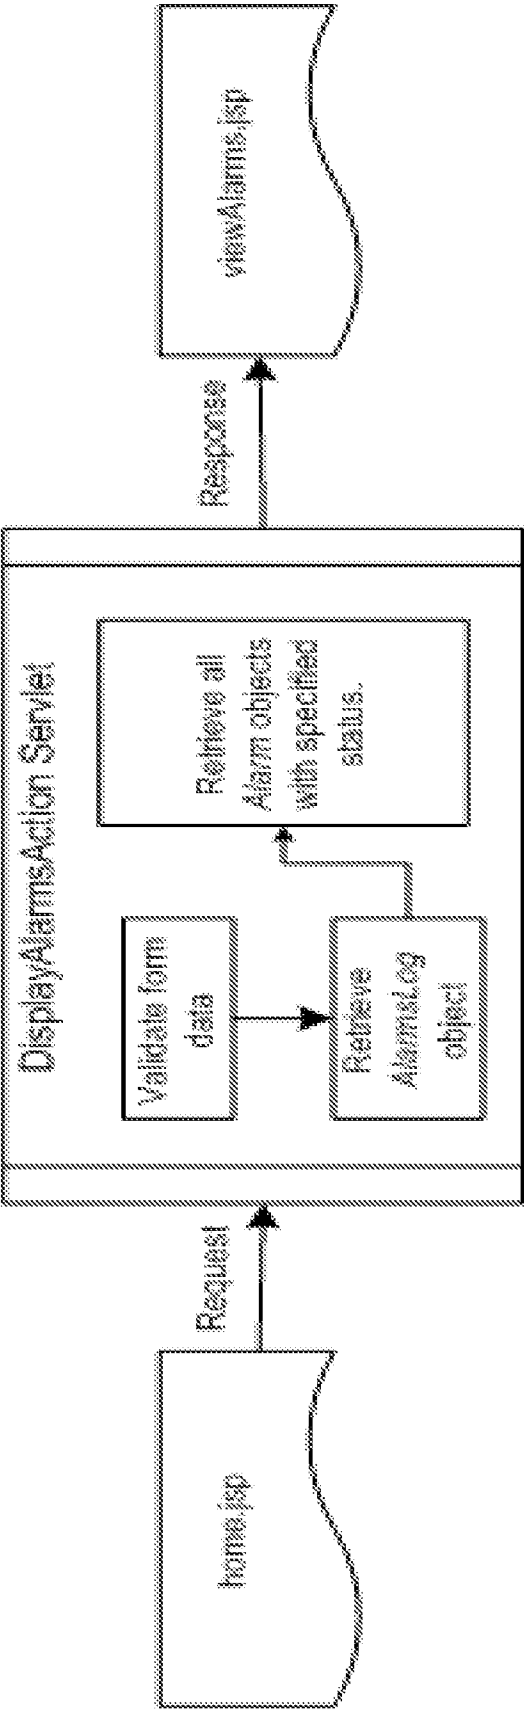 home.jsp
Request
DisplayAlarmsAction Servlet
Validate form
data
Retrieve
AlarmsLog
object
Retrieve all
Alarm objects
with specified
status.
Response
viewAlarms.jsp